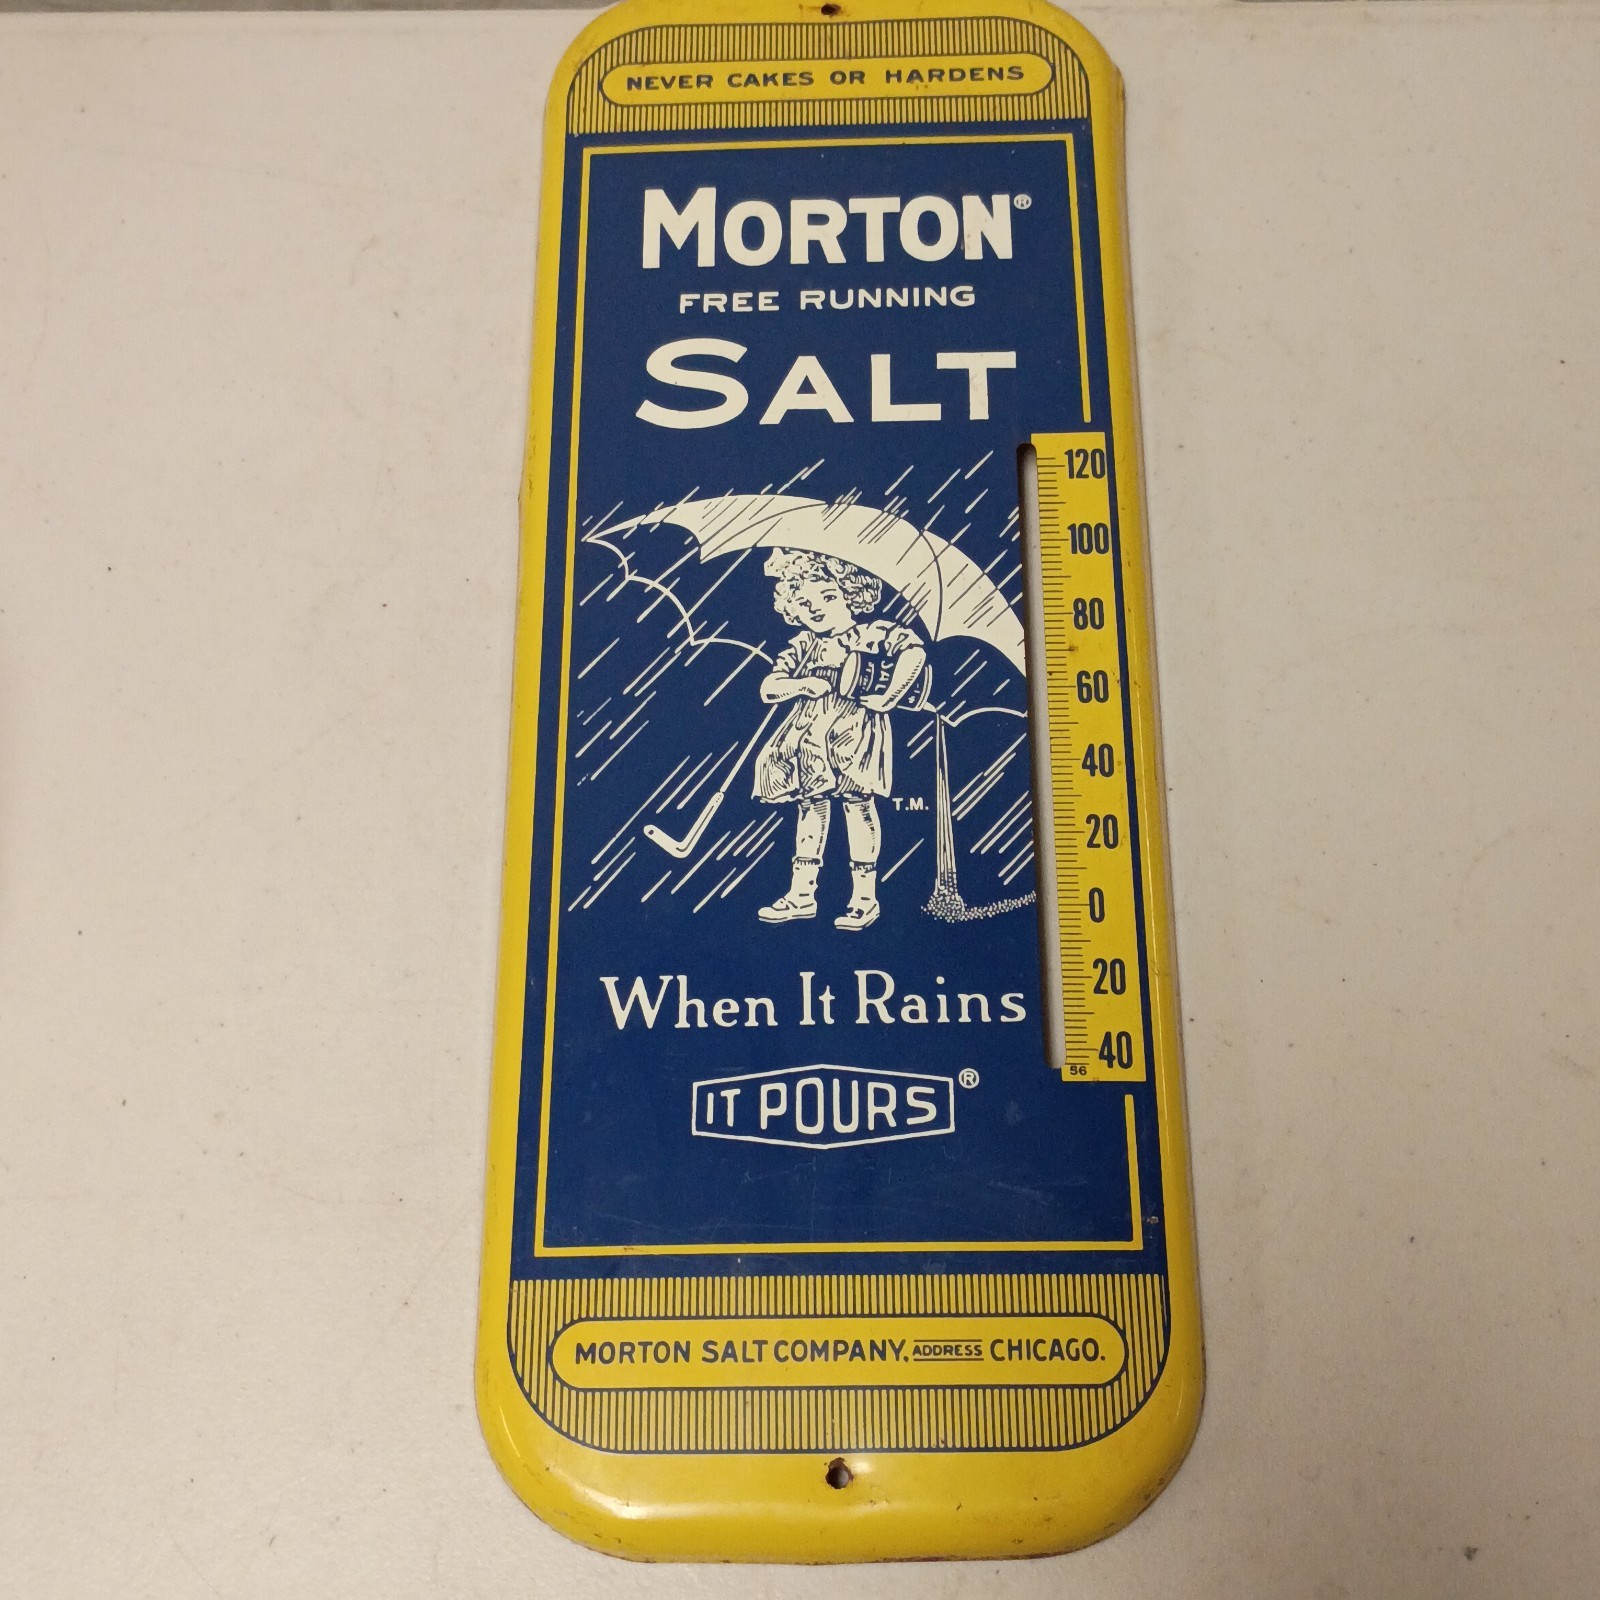 NEVER CAKES OR HARDENS
MORTON®
FREE RUNNING
SALT
120
100
80
60
40
20
0
20
40
56
SALT
T.M.
When It Rains
IT POURS®
MORTON SALT COMPANY, ADDRESS CHICAGO.